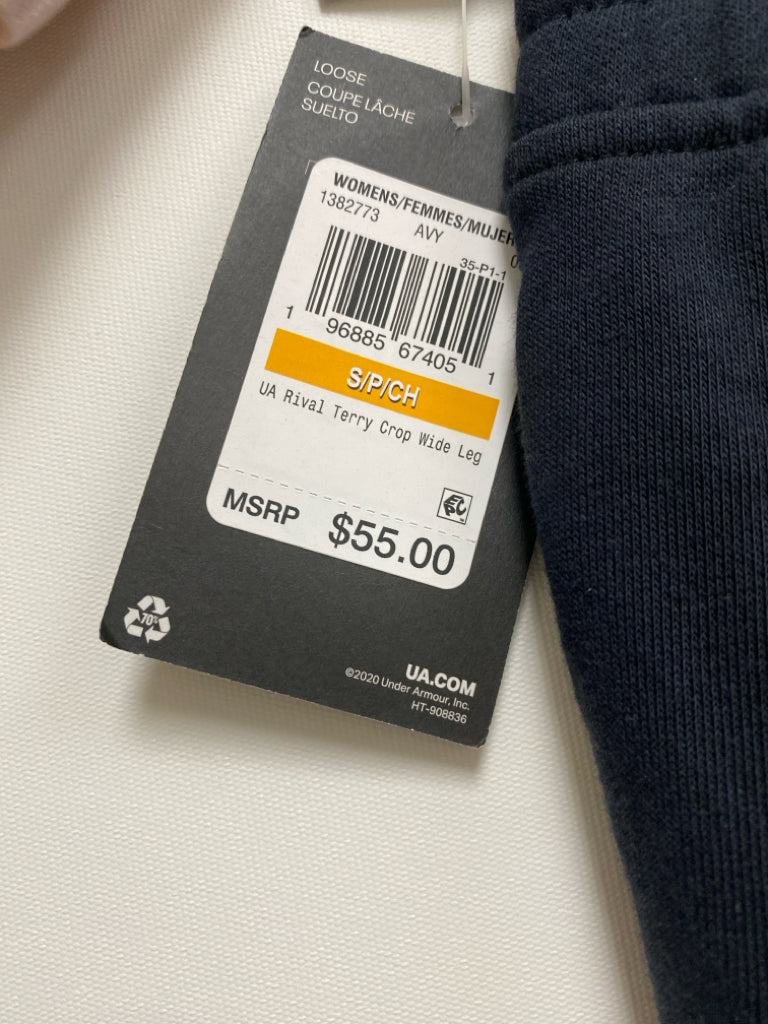 LOOSE
COUPE LÂCHE
SUELTO
WOMENS/FEMMES/MUJER
1382773 AVY
35-P1-1
1 96885 67405 1
S/P/CH
UA Rival Terry Crop Wide Leg
MSRP $55.00
70%
UA.COM
©2020 Under Armour, Inc.
HT-908836